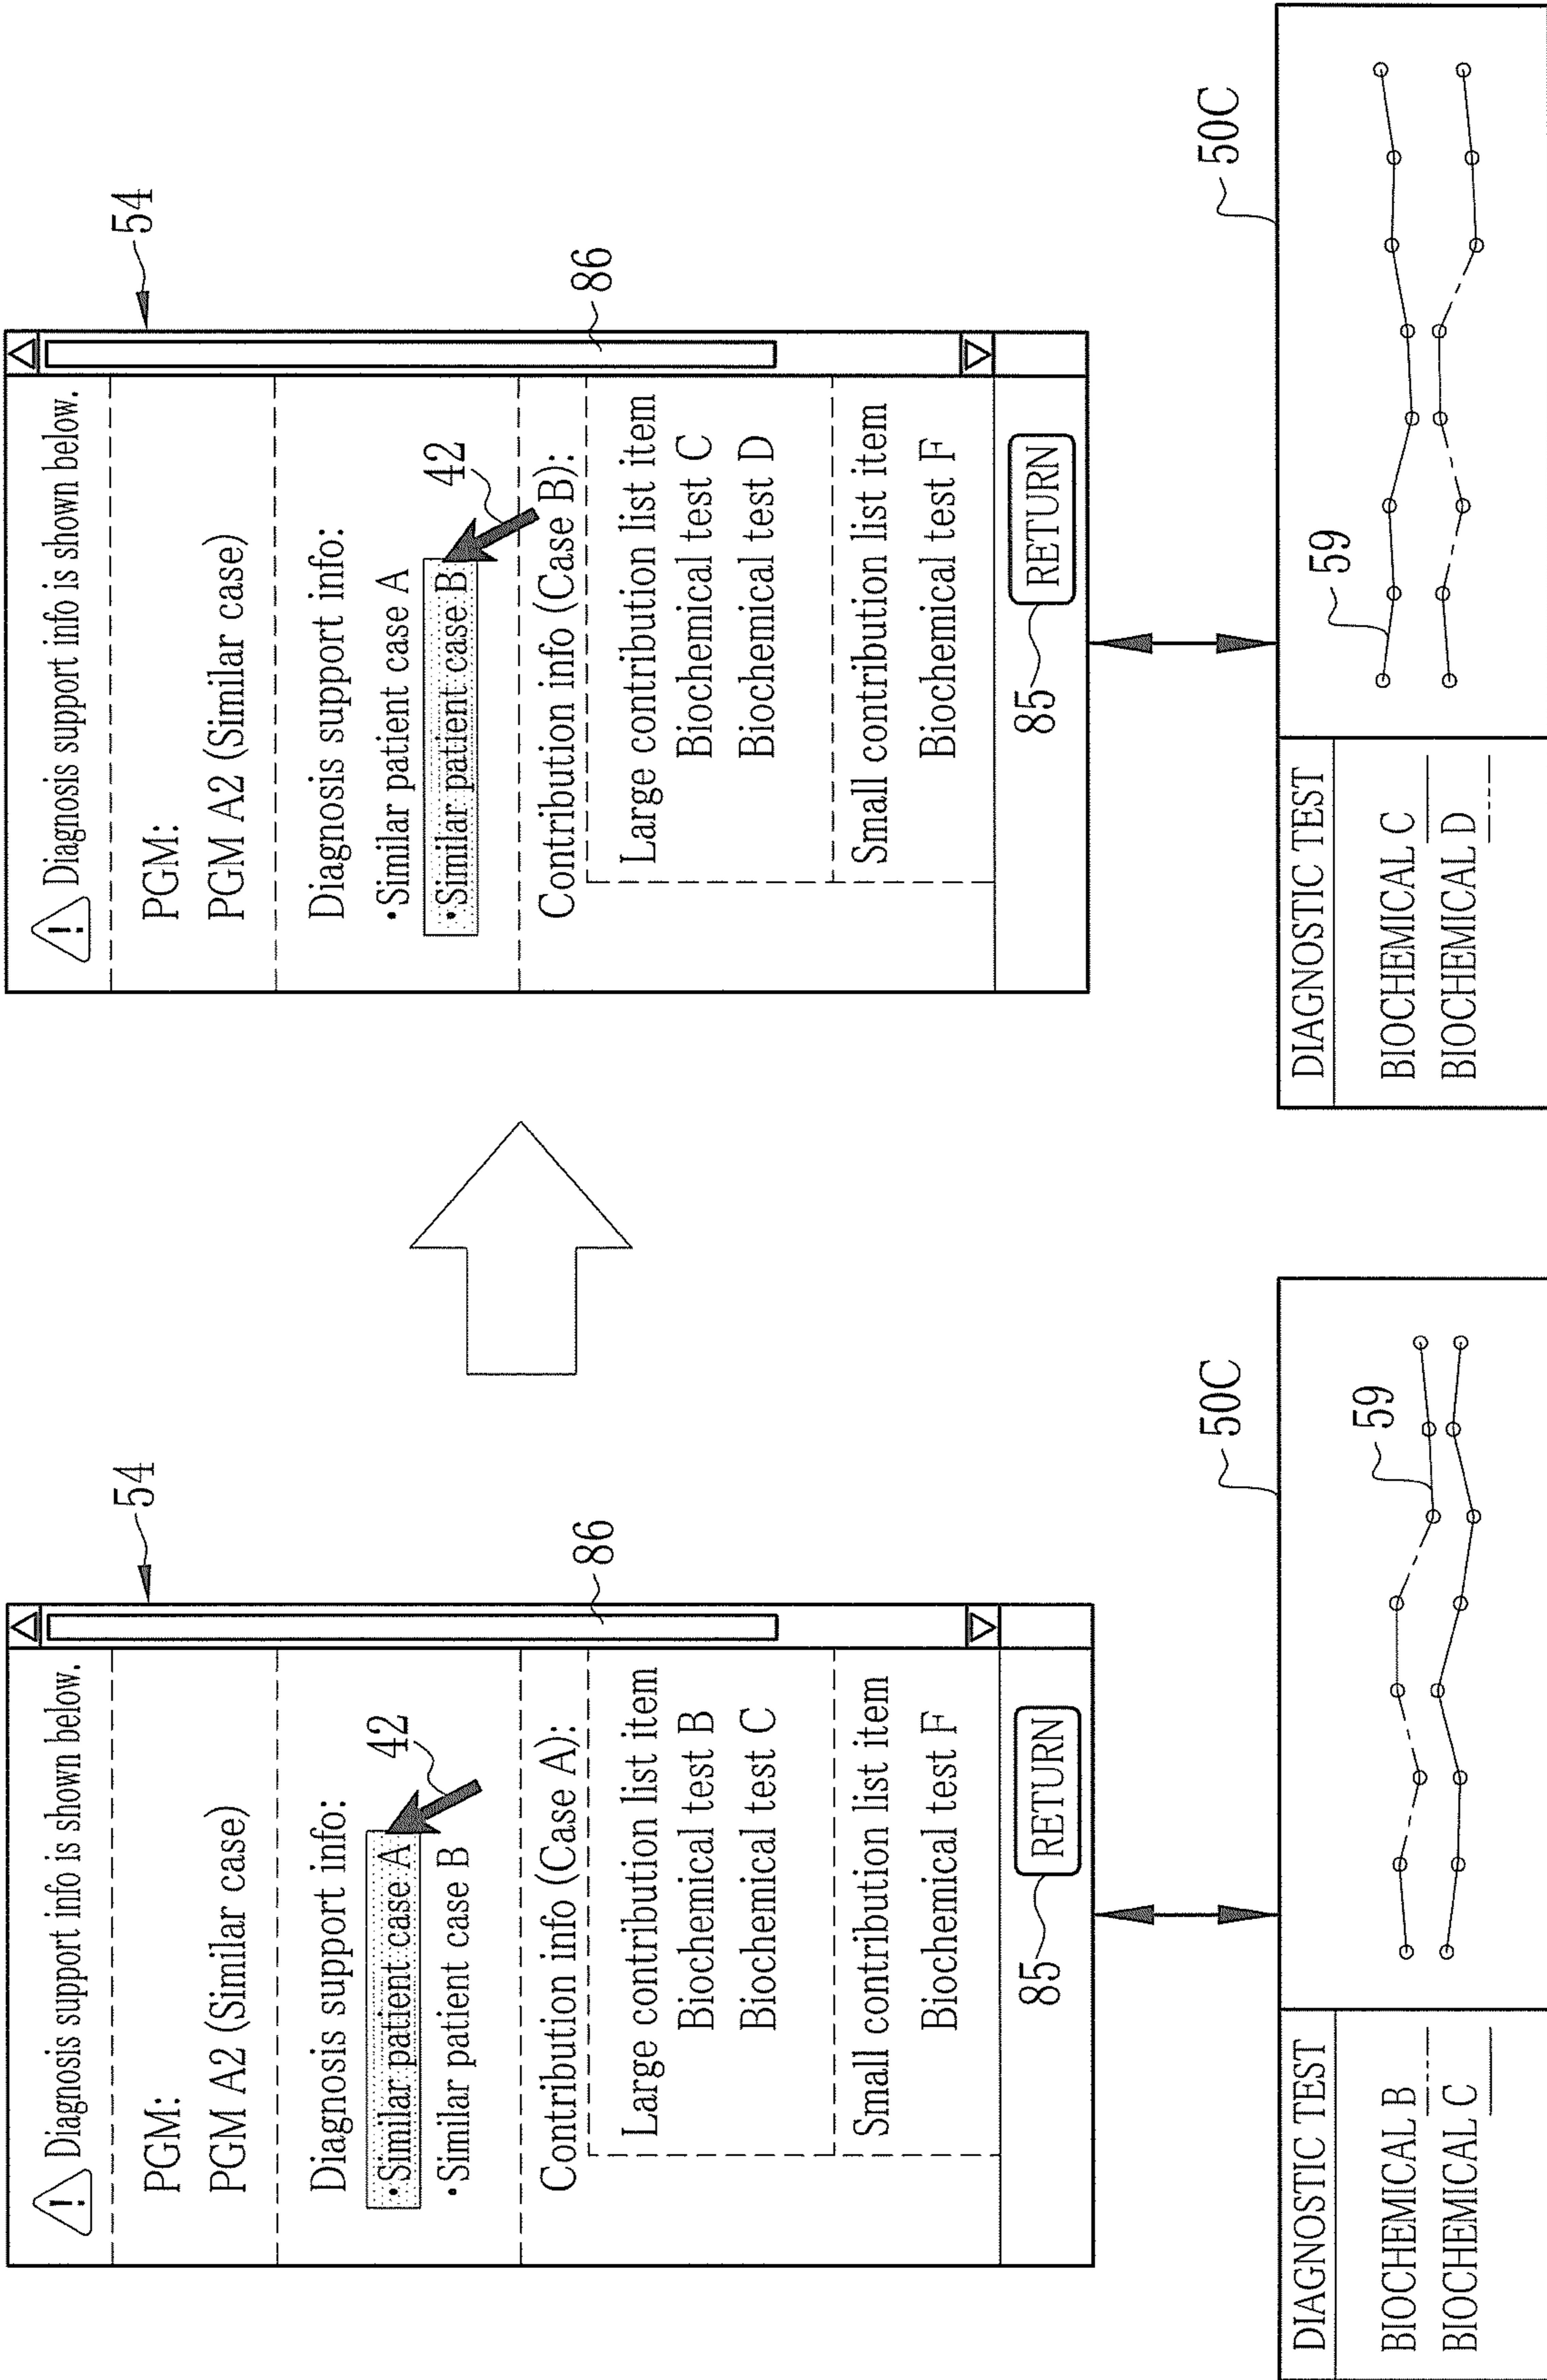 54
⚠ Diagnosis support info is shown below.
PGM:
PGM A2 (Similar case)
Diagnosis support info:
•Similar patient case A
•Similar patient case B
42
Contribution info (Case A):
86
Large contribution list item
Biochemical test B
Biochemical test C
Small contribution list item
Biochemical test F
85
RETURN
50C
DIAGNOSTIC TEST
BIOCHEMICAL B
BIOCHEMICAL C
59
54
⚠ Diagnosis support info is shown below.
PGM:
PGM A2 (Similar case)
Diagnosis support info:
•Similar patient case A
•Similar patient case B
42
Contribution info (Case B):
86
Large contribution list item
Biochemical test C
Biochemical test D
Small contribution list item
Biochemical test F
85
RETURN
50C
DIAGNOSTIC TEST
BIOCHEMICAL C
BIOCHEMICAL D
59